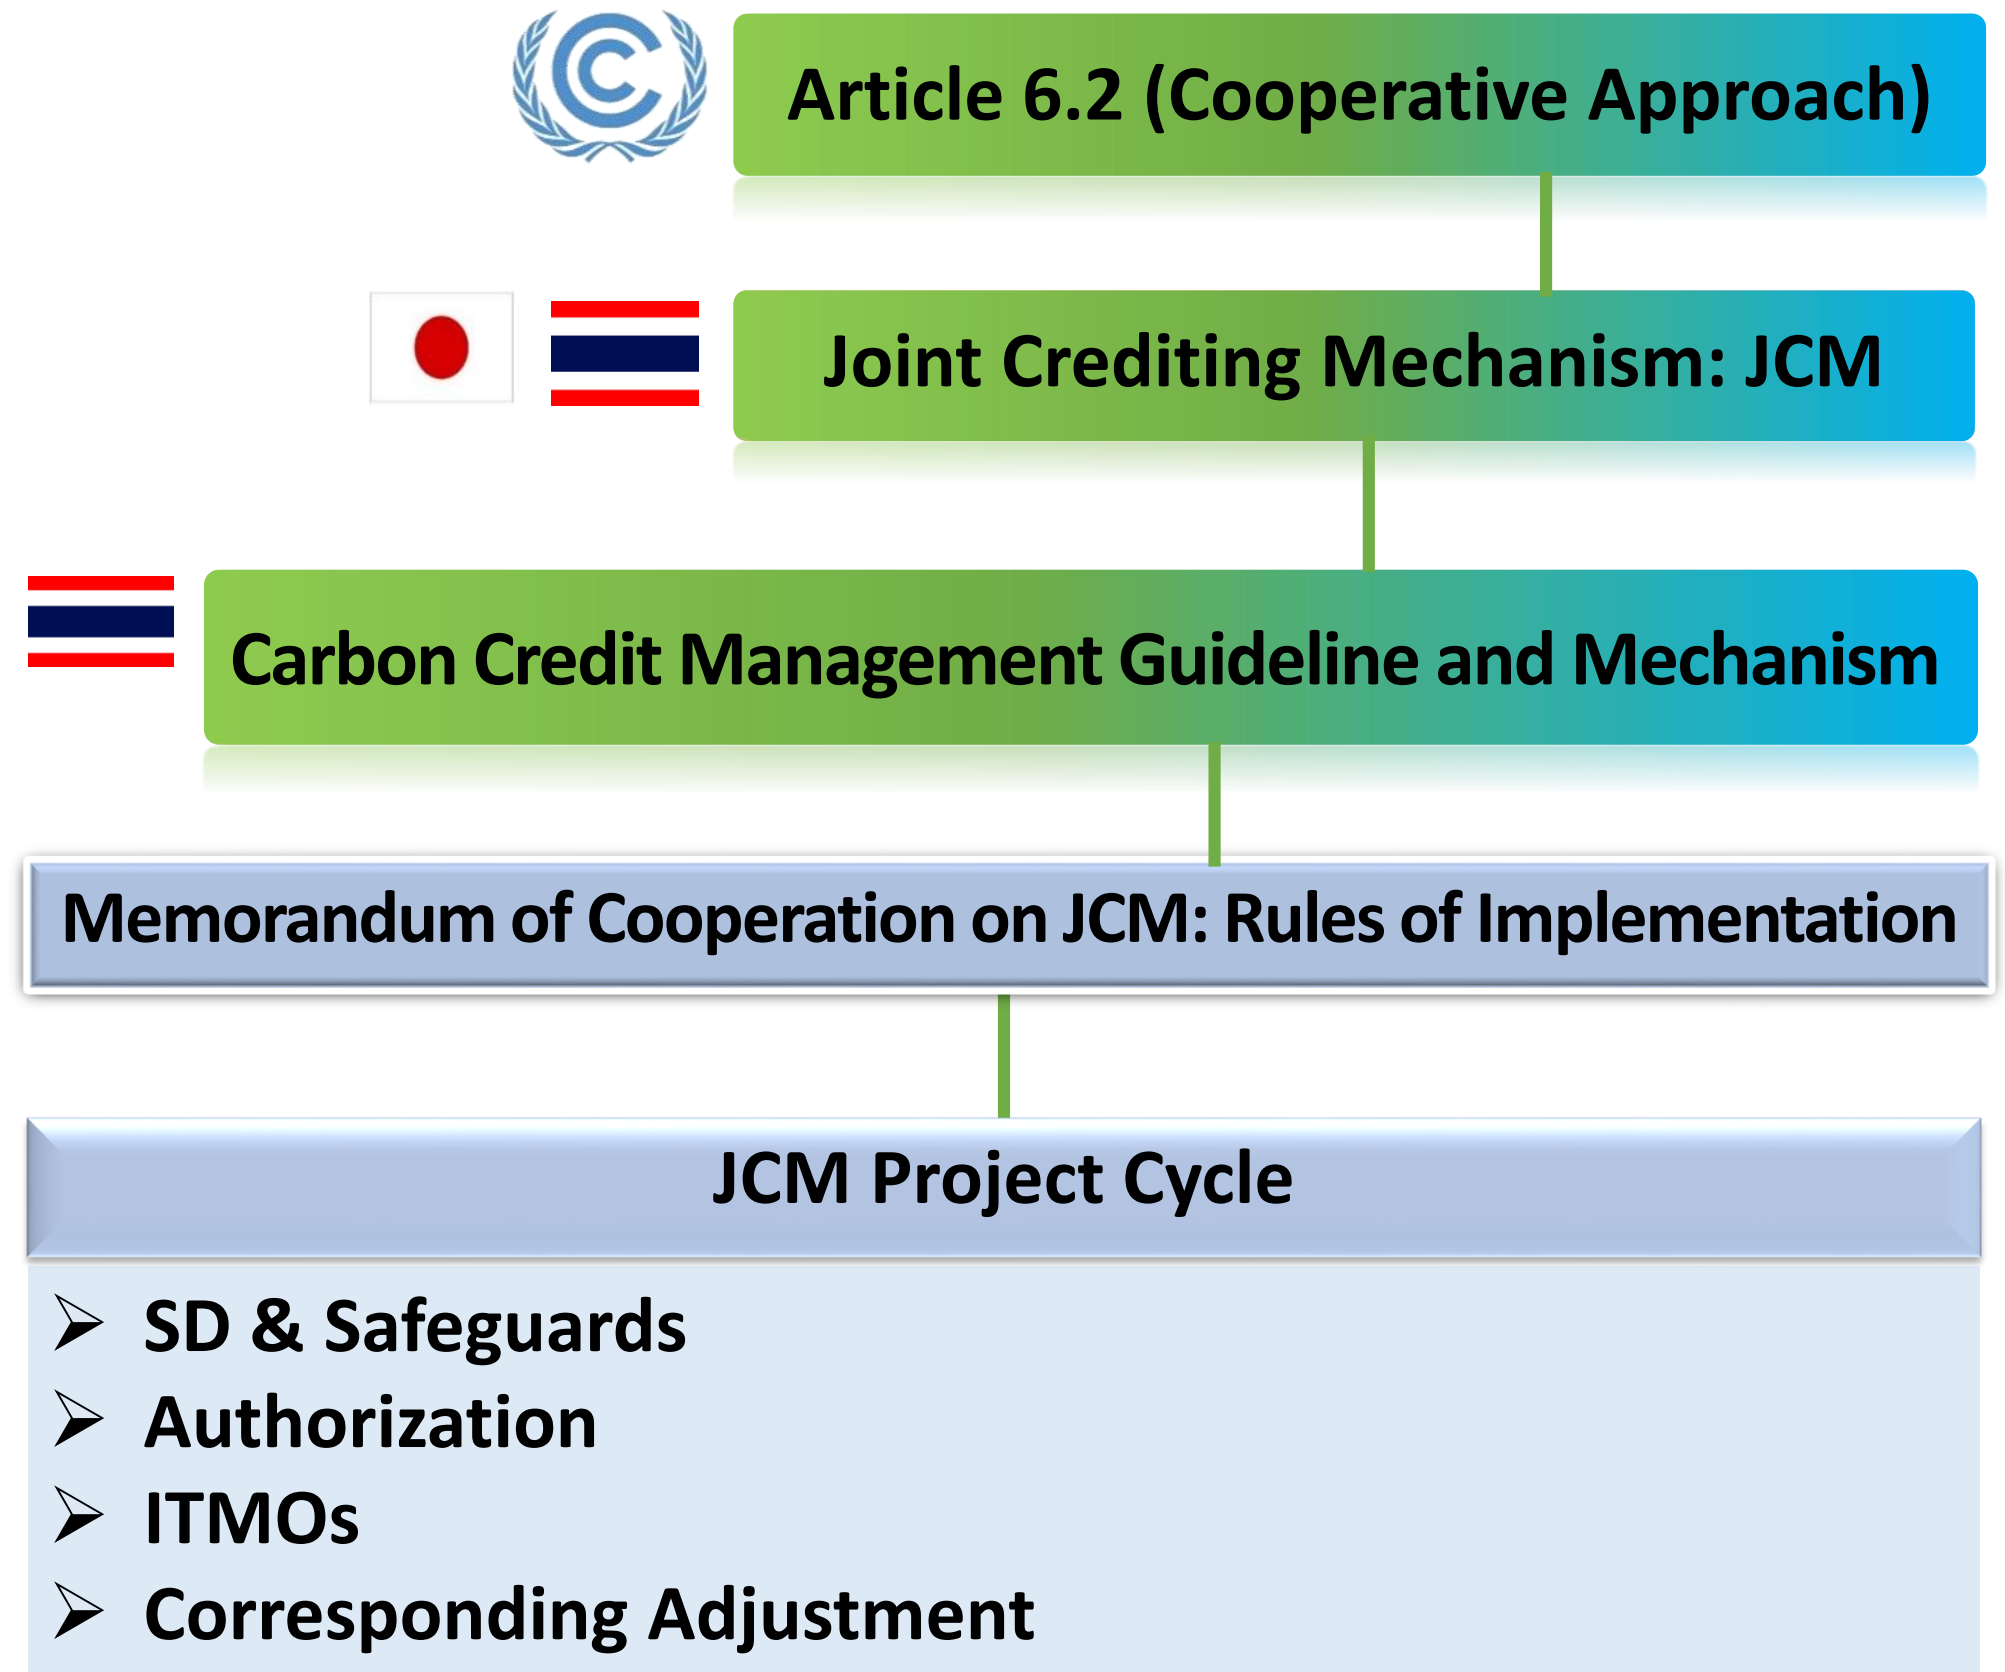 Article 6.2 (Cooperative Approach)
Joint Crediting Mechanism: JCM
Carbon Credit Management Guideline and Mechanism
Memorandum of Cooperation on JCM: Rules of Implementation
JCM Project Cycle
SD & Safeguards
Authorization
ITMOs
Corresponding Adjustment